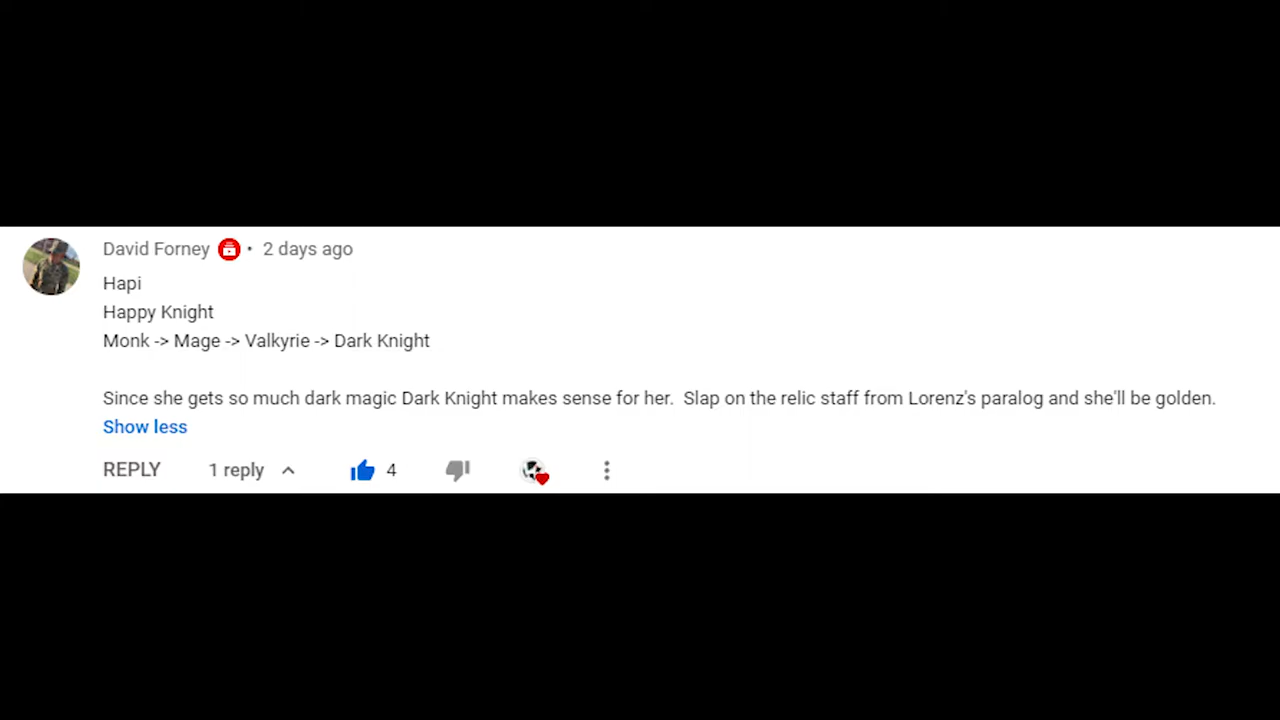 David Forney • 2 days ago
Hapi
Happy Knight
Monk -> Mage -> Valkyrie -> Dark Knight
Since she gets so much dark magic Dark Knight makes sense for her.  Slap on the relic staff from Lorenz's paralog and she'll be golden.
Show less
REPLY 1 reply 4